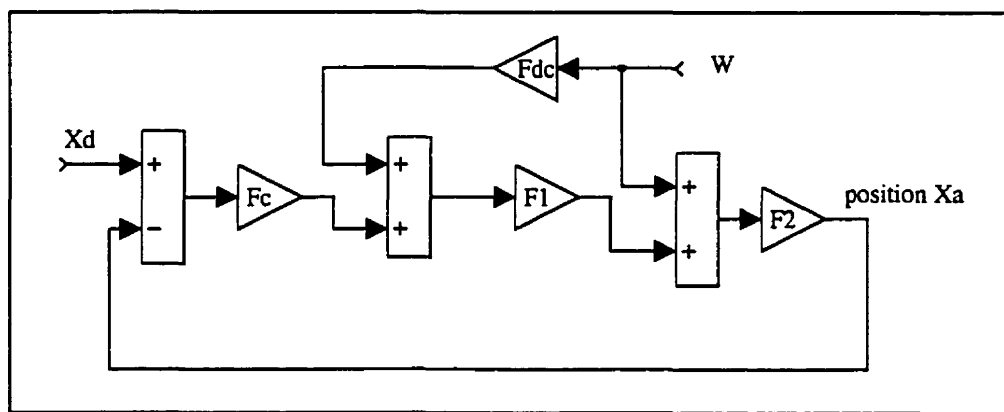 Fdc
W
Xd
+
−
Fc
+
+
F1
+
+
F2
position Xa